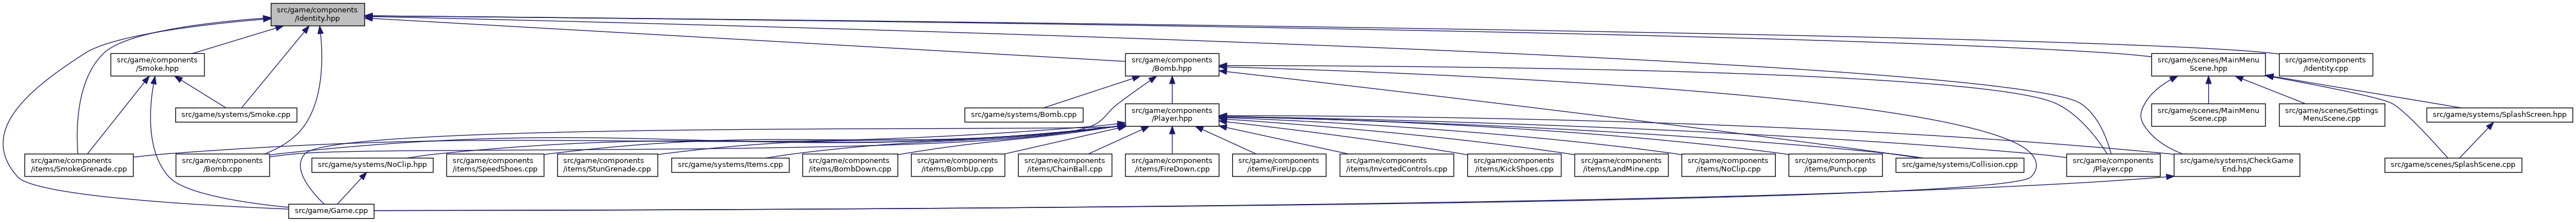 src/game/components
/Identity.hpp
src/game/components
/Smoke.hpp
src/game/components
/Bomb.hpp
src/game/scenes/MainMenu
Scene.hpp
src/game/components
/Identity.cpp
src/game/systems/Smoke.cpp
src/game/systems/Bomb.cpp
src/game/components
/Player.hpp
src/game/scenes/MainMenu
Scene.cpp
src/game/scenes/Settings
MenuScene.cpp
src/game/systems/SplashScreen.hpp
src/game/components
/items/SmokeGrenade.cpp
src/game/components
/Bomb.cpp
src/game/systems/NoClip.hpp
src/game/components
/items/SpeedShoes.cpp
src/game/components
/items/StunGrenade.cpp
src/game/systems/Items.cpp
src/game/components
/items/BombDown.cpp
src/game/components
/items/BombUp.cpp
src/game/components
/items/ChainBall.cpp
src/game/components
/items/FireDown.cpp
src/game/components
/items/FireUp.cpp
src/game/components
/items/InvertedControls.cpp
src/game/components
/items/KickShoes.cpp
src/game/components
/items/LandMine.cpp
src/game/components
/items/NoClip.cpp
src/game/components
/items/Punch.cpp
src/game/systems/Collision.cpp
src/game/components
/Player.cpp
src/game/systems/CheckGame
End.hpp
src/game/scenes/SplashScene.cpp
src/game/Game.cpp